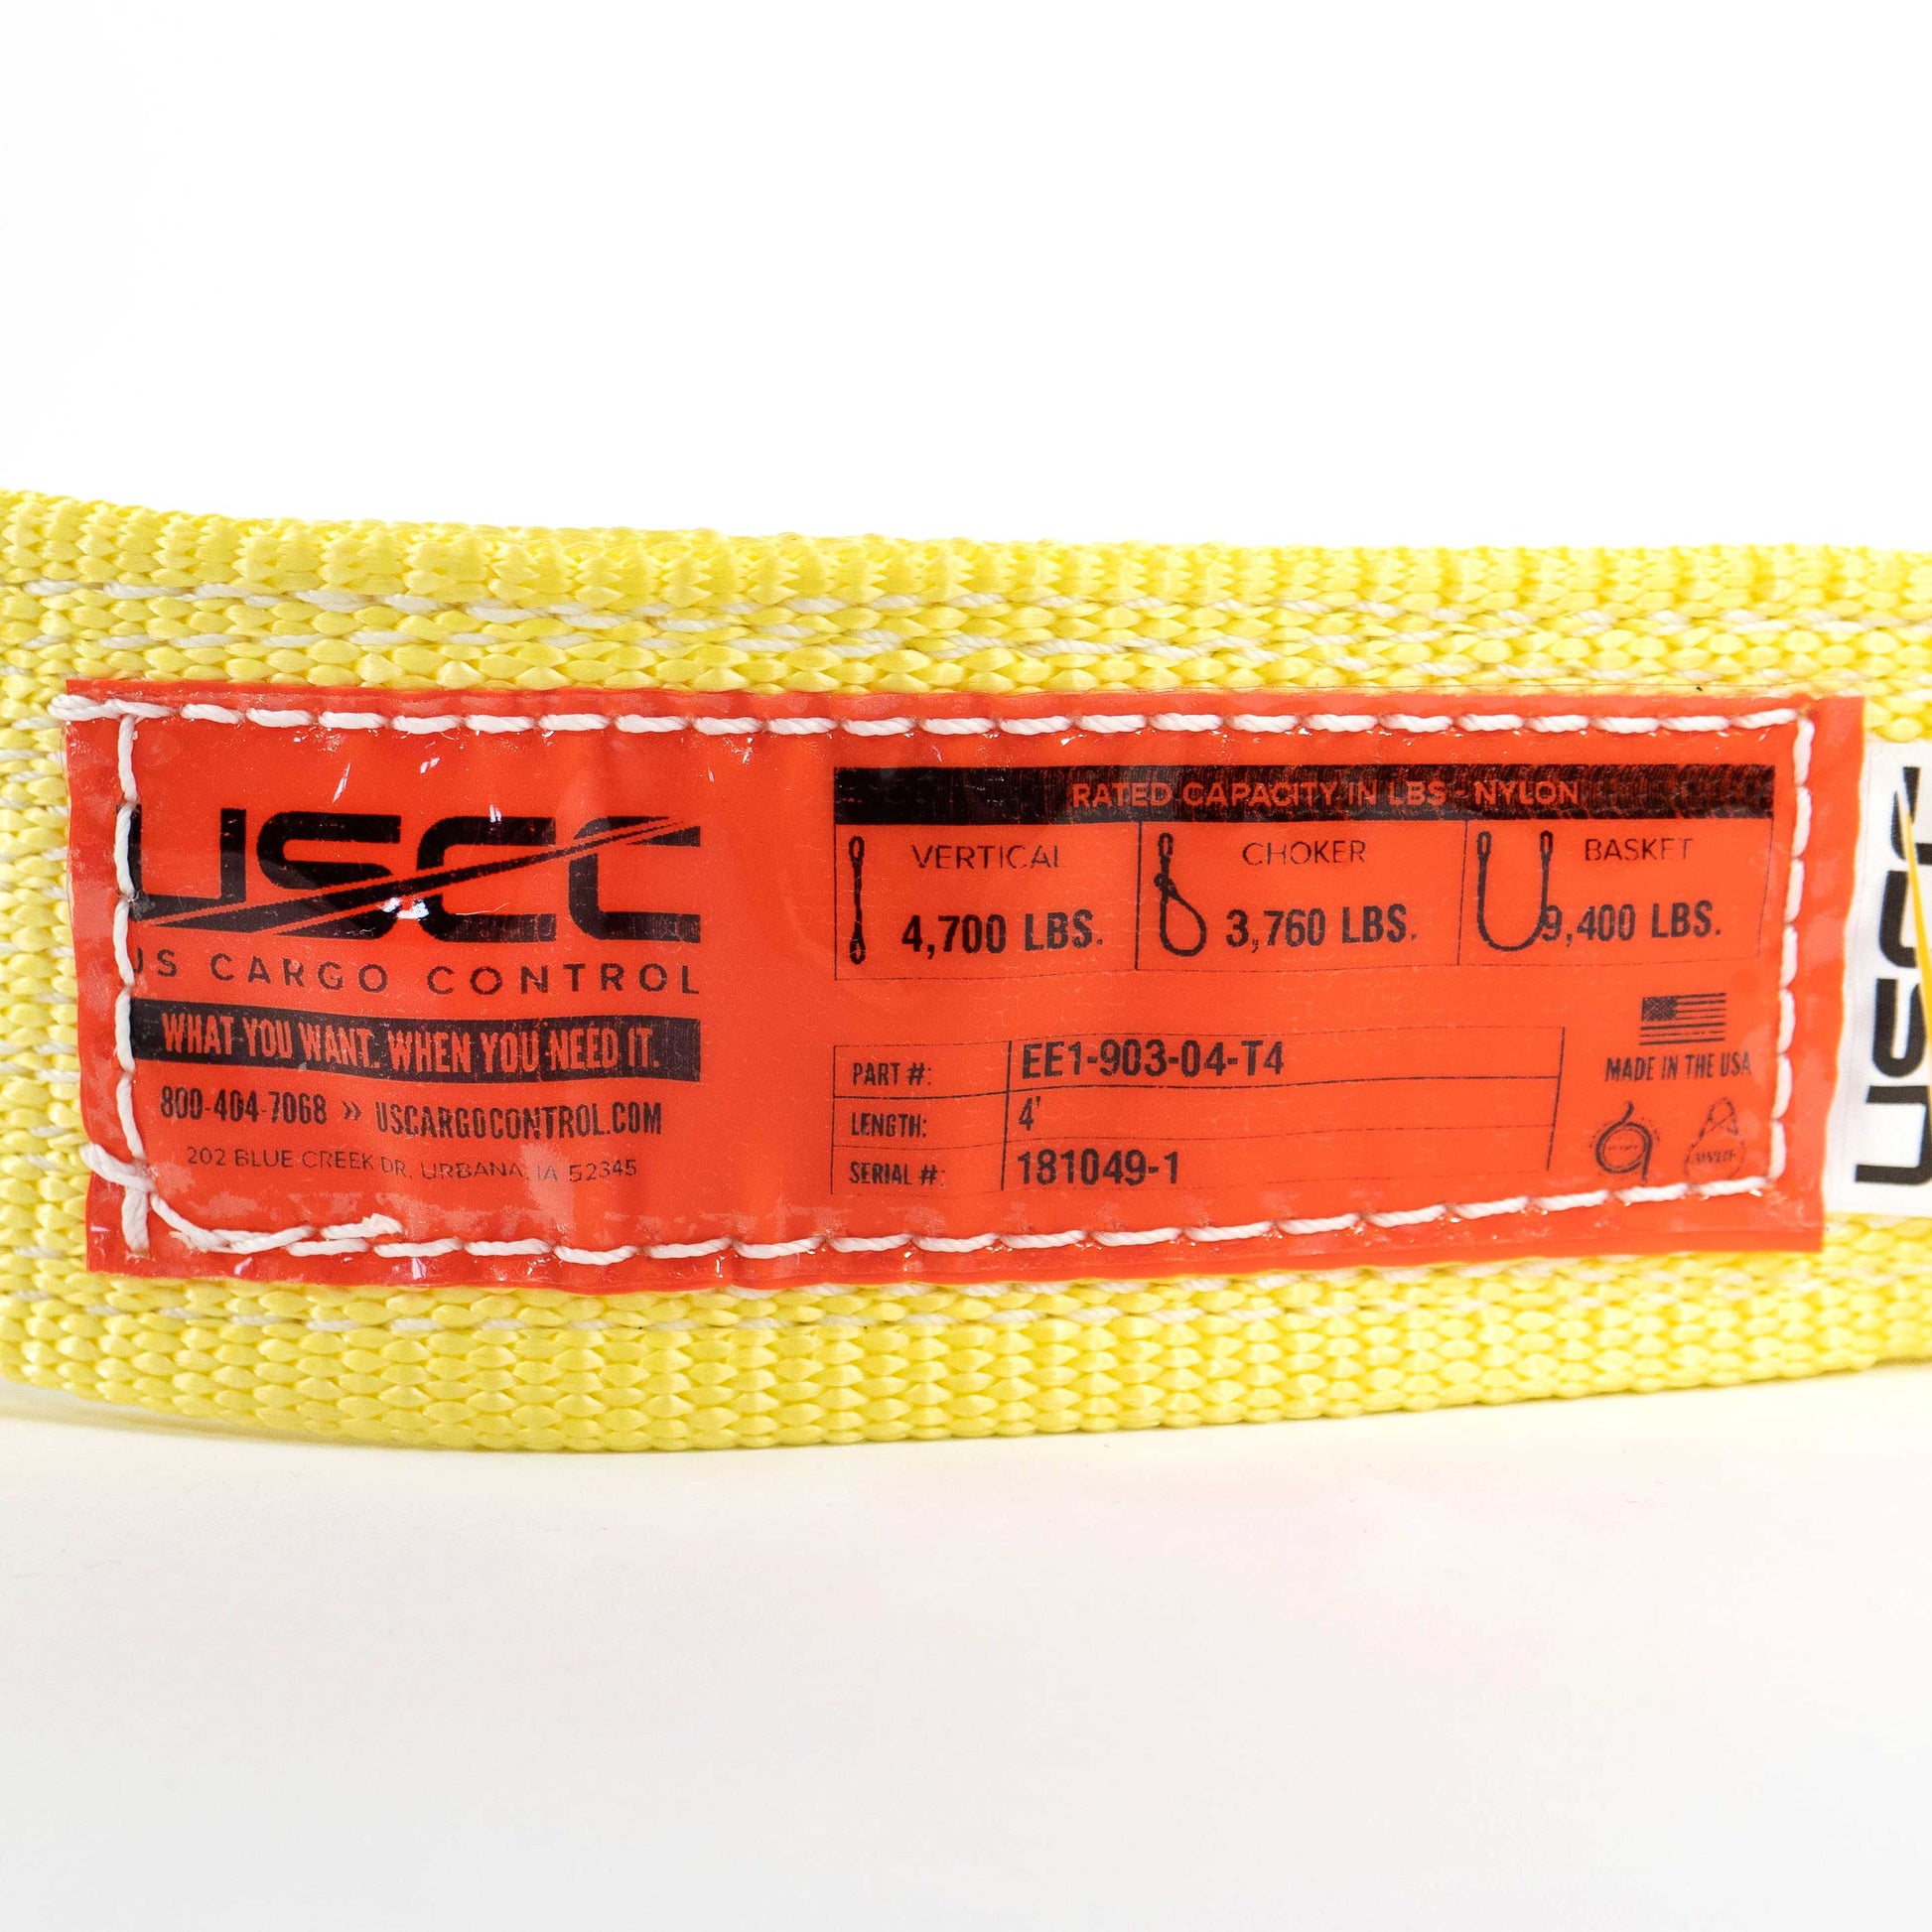 USCC
US CARGO CONTROL
WHAT YOU WANT. WHEN YOU NEED IT.
800-404-7068 » USCARGOCONTROL.COM
202 BLUE CREEK DR, URBANA, IA 52345
RATED CAPACITY IN LBS - NYLON
VERTICAL
4,700 LBS.
CHOKER
3,760 LBS.
BASKET
9,400 LBS.
PART #: EE1-903-04-T4
LENGTH: 4'
SERIAL #: 181049-1
MADE IN THE USA
USC